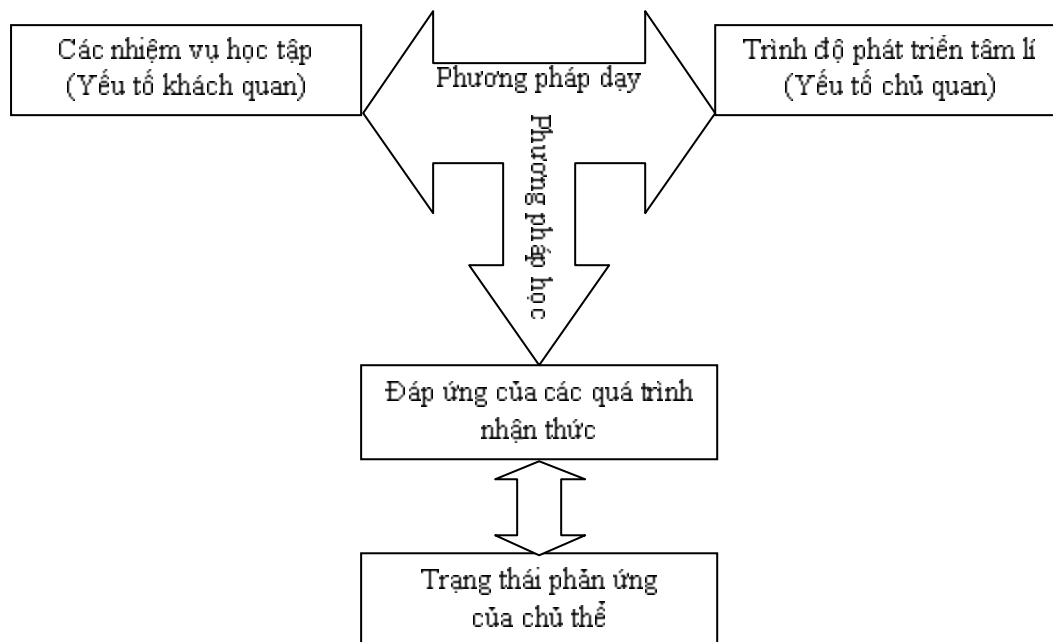 Các nhiệm vụ học tập
(Yếu tố khách quan)
Phương pháp dạy
Trình độ phát triển tâm lí
(Yếu tố chủ quan)
Phương pháp học
Đáp ứng của các quá trình
nhận thức
Trạng thái phản ứng
của chủ thể